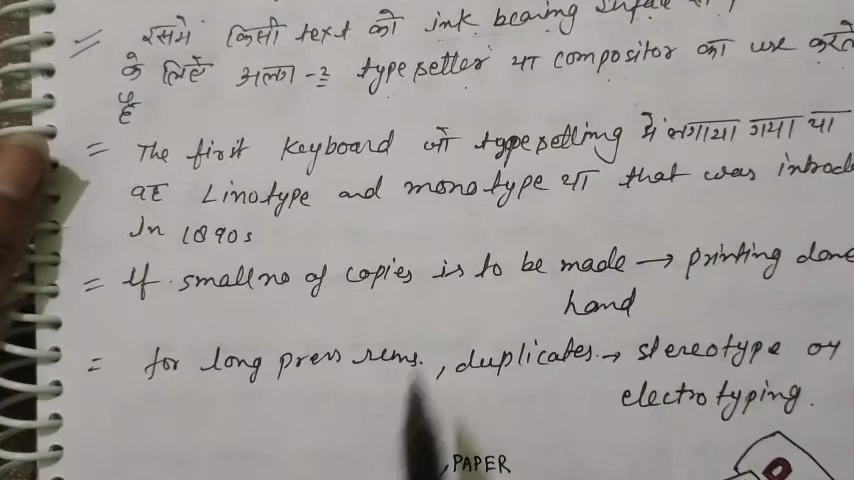 = इसमे किसी text को ink bearing
के लिए अलग-2 typesetter या compositor का use करते
है
= The first keyboard जो typesetting में लगाया गया था
वह Linotype and monotype था that was introd
In 1890s
= If small no of copies is to be made → printing done
hand
= for long press runs, duplicates → stereotype or
electrotyping.
PAPER